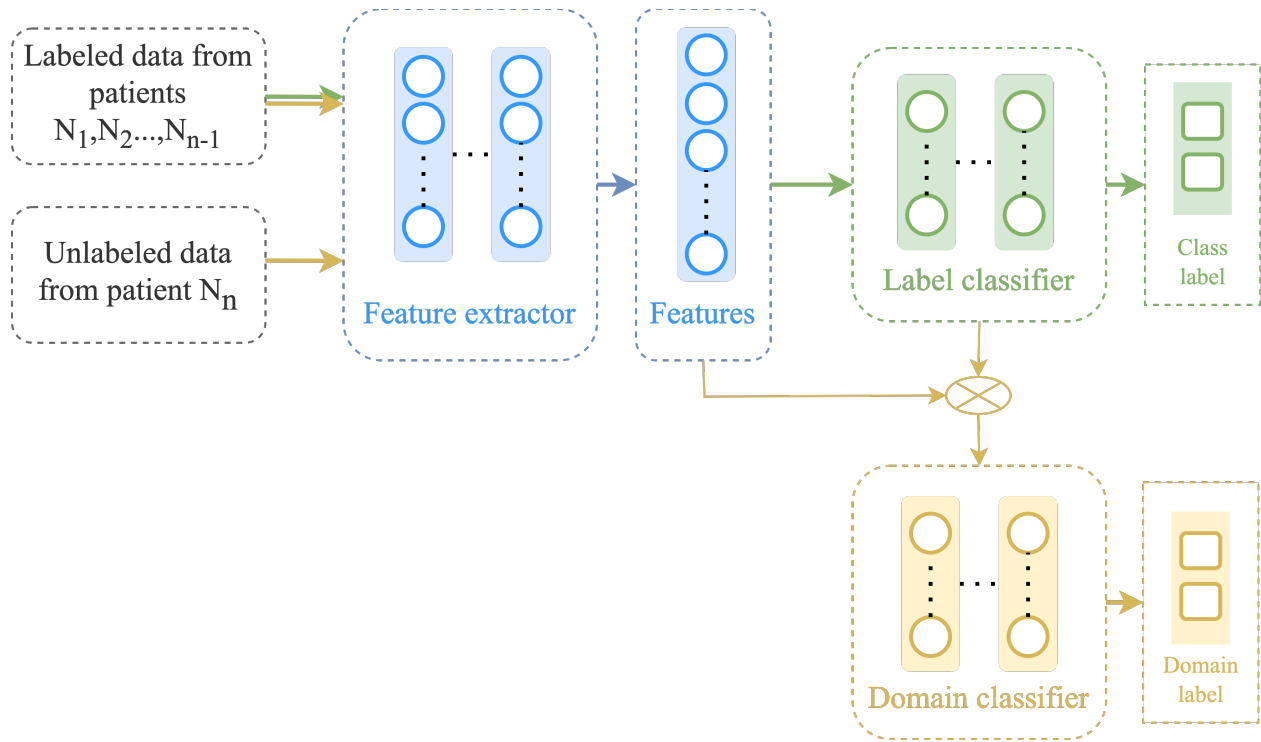 Labeled data from
patients
N1,N2...,Nn-1
Unlabeled data
from patient Nn
Feature extractor
Features
Label classifier
Class
label
Domain classifier
Domain
label